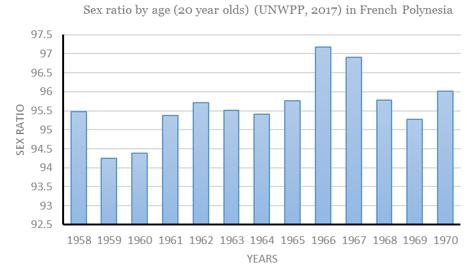 Sex ratio by age (20 year olds) (UNWPP, 2017) in French Polynesia
97.5
97
96.5
96
95.5
95
94.5
94
93.5
93
92.5
SEX RATIO
1958 1959 1960 1961 1962 1963 1964 1965 1966 1967 1968 1969 1970
YEARS